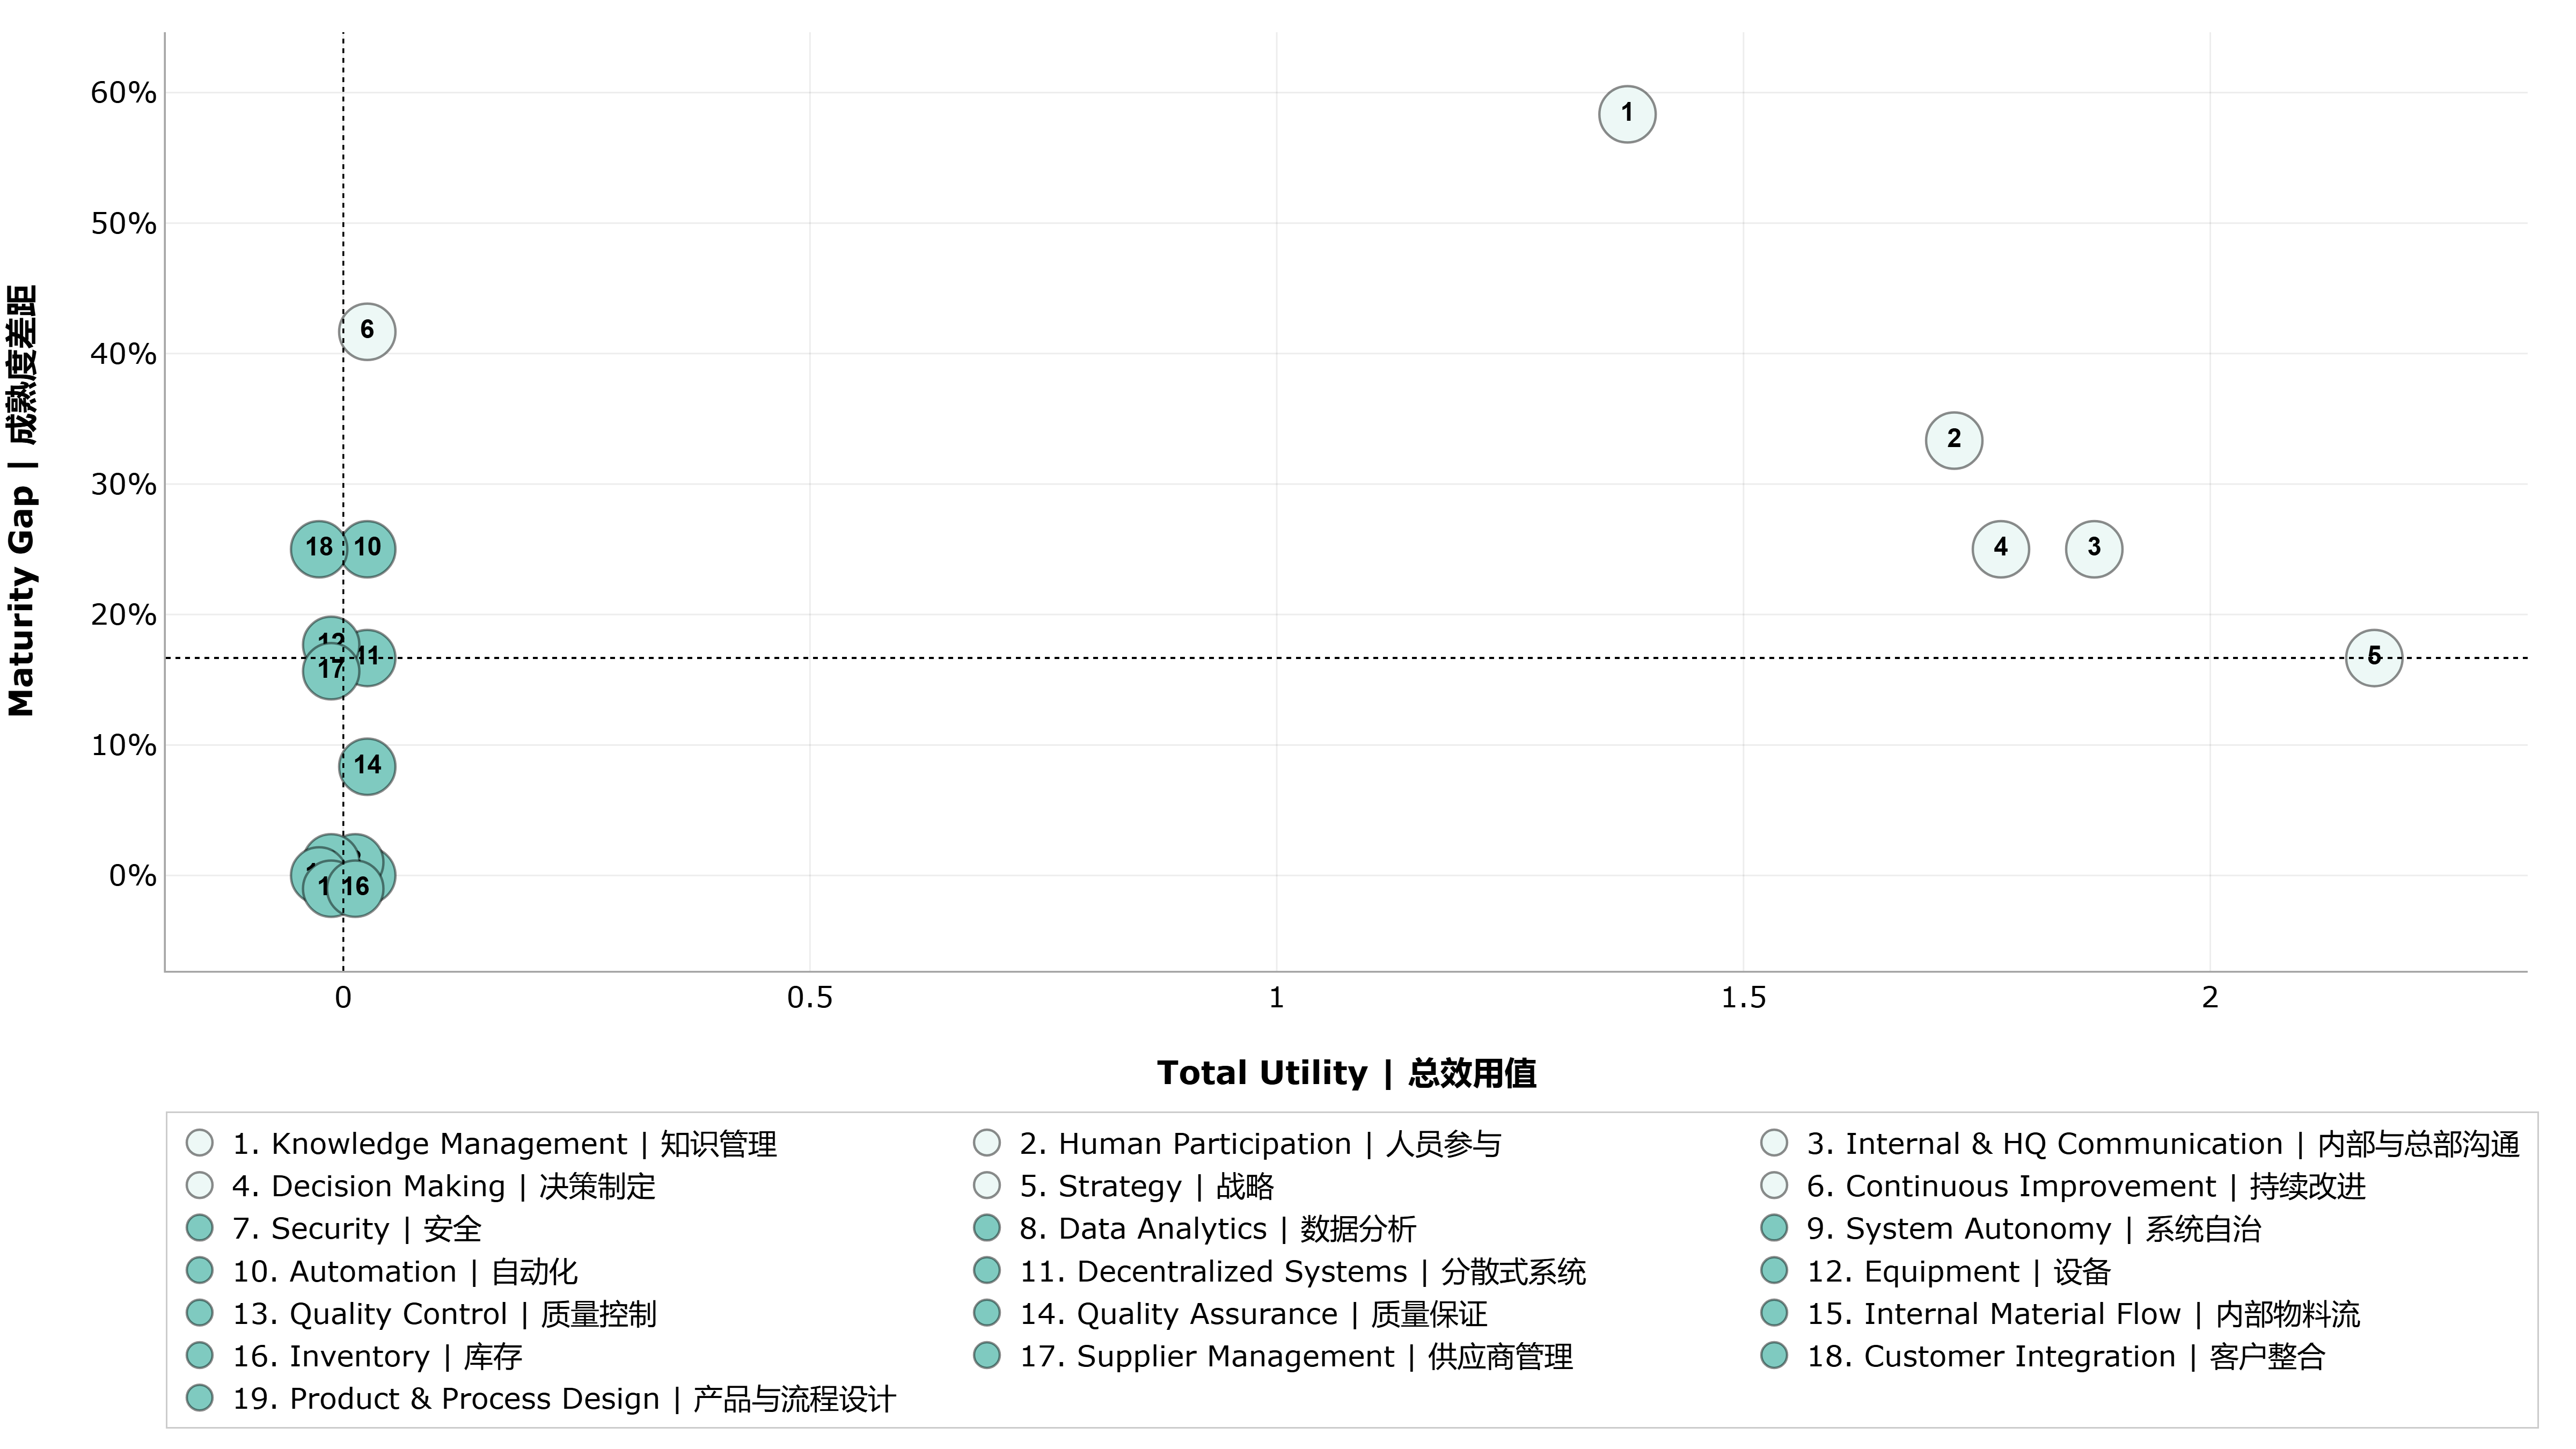 60%
50%
40%
30%
20%
10%
0%
Maturity Gap | 成熟度差距
1
6
2
18
10
4
3
12
11
17
5
14
16
0
0.5
1
1.5
2
Total Utility | 总效用值
1. Knowledge Management | 知识管理
2. Human Participation | 人员参与
3. Internal & HQ Communication | 内部与总部沟通
4. Decision Making | 决策制定
5. Strategy | 战略
6. Continuous Improvement | 持续改进
7. Security | 安全
8. Data Analytics | 数据分析
9. System Autonomy | 系统自治
10. Automation | 自动化
11. Decentralized Systems | 分散式系统
12. Equipment | 设备
13. Quality Control | 质量控制
14. Quality Assurance | 质量保证
15. Internal Material Flow | 内部物料流
16. Inventory | 库存
17. Supplier Management | 供应商管理
18. Customer Integration | 客户整合
19. Product & Process Design | 产品与流程设计